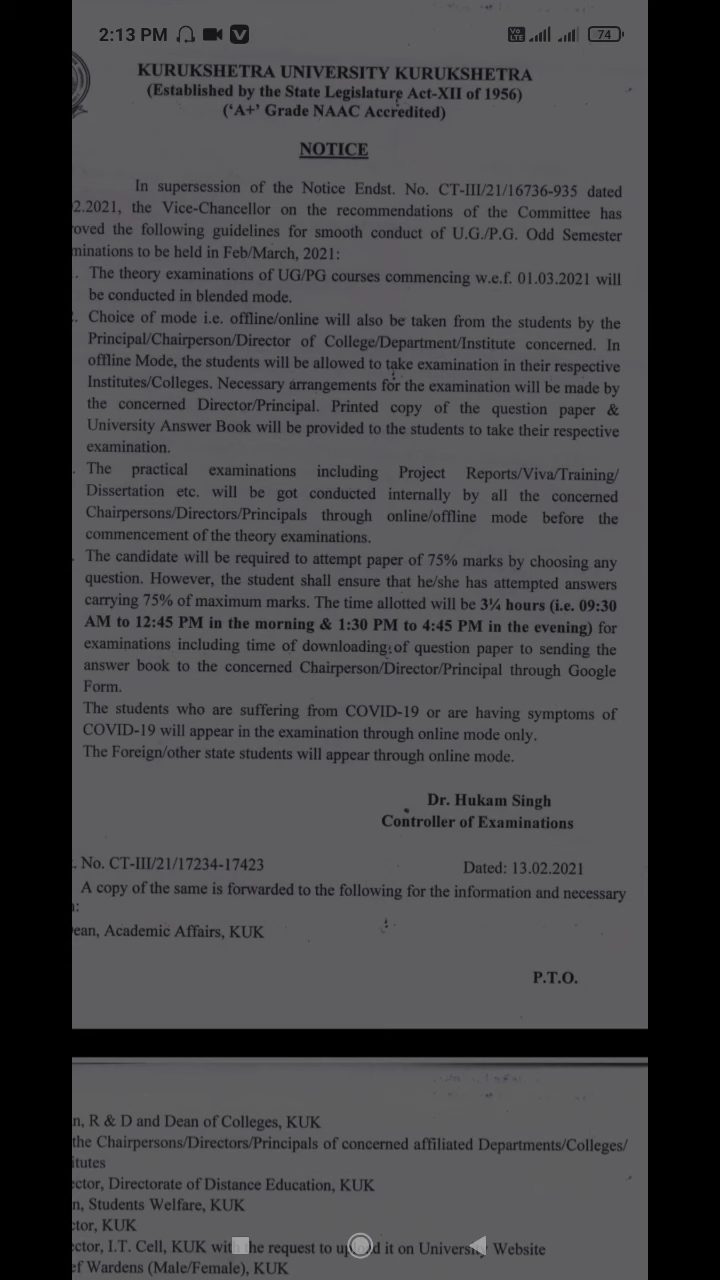 2:13 PM
Vo LTE 74
KURUKSHETRA UNIVERSITY KURUKSHETRA
(Established by the State Legislature Act-XII of 1956)
('A+' Grade NAAC Accredited)
NOTICE
In supersession of the Notice Endst. No. CT-III/21/16736-935 dated
02.2021, the Vice-Chancellor on the recommendations of the Committee has
roved the following guidelines for smooth conduct of U.G./P.G. Odd Semester
minations to be held in Feb/March, 2021:
. The theory examinations of UG/PG courses commencing w.e.f. 01.03.2021 will
be conducted in blended mode.
. Choice of mode i.e. offline/online will also be taken from the students by the
Principal/Chairperson/Director of College/Department/Institute concerned. In
offline Mode, the students will be allowed to take examination in their respective
Institutes/Colleges. Necessary arrangements for the examination will be made by
the concerned Director/Principal. Printed copy of the question paper &
University Answer Book will be provided to the students to take their respective
examination.
. The practical examinations including Project Reports/Viva/Training/
Dissertation etc. will be got conducted internally by all the concerned
Chairpersons/Directors/Principals through online/offline mode before the
commencement of the theory examinations.
. The candidate will be required to attempt paper of 75% marks by choosing any
question. However, the student shall ensure that he/she has attempted answers
carrying 75% of maximum marks. The time allotted will be 3¼ hours (i.e. 09:30
AM to 12:45 PM in the morning & 1:30 PM to 4:45 PM in the evening) for
examinations including time of downloading of question paper to sending the
answer book to the concerned Chairperson/Director/Principal through Google
Form.
The students who are suffering from COVID-19 or are having symptoms of
COVID-19 will appear in the examination through online mode only.
The Foreign/other state students will appear through online mode.
Dr. Hukam Singh
Controller of Examinations
. No. CT-III/21/17234-17423 Dated: 13.02.2021
A copy of the same is forwarded to the following for the information and necessary
n:
ean, Academic Affairs, KUK
P.T.O.
n, R & D and Dean of Colleges, KUK
the Chairpersons/Directors/Principals of concerned affiliated Departments/Colleges/
itutes
ector, Directorate of Distance Education, KUK
n, Students Welfare, KUK
ctor, KUK
ector, I.T. Cell, KUK with the request to upload it on University Website
ef Wardens (Male/Female), KUK